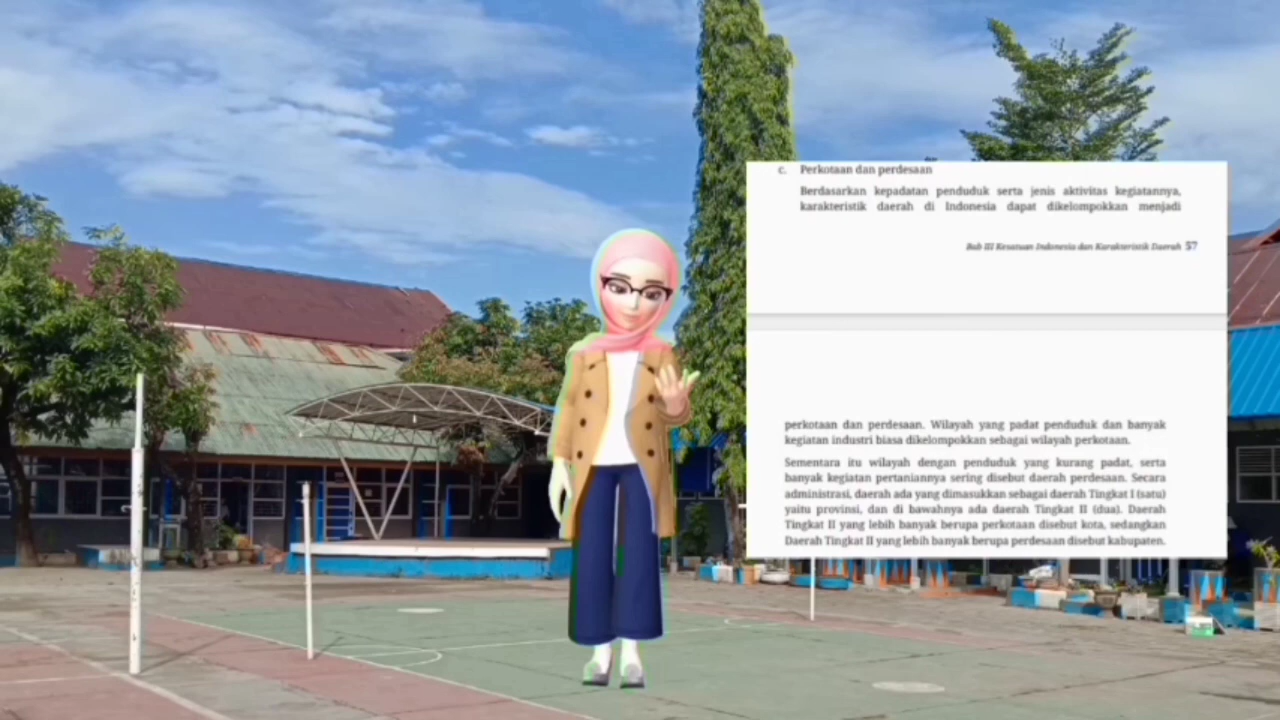 c. Perkotaan dan perdesaan
Berdasarkan kepadatan penduduk serta jenis aktivitas kegiatannya,
karakteristik daerah di Indonesia dapat dikelompokkan menjadi
Bab III Kesatuan Indonesia dan Karakteristik Daerah 57
perkotaan dan perdesaan. Wilayah yang padat penduduk dan banyak
kegiatan industri biasa dikelompokkan sebagai wilayah perkotaan.
Sementara itu wilayah dengan penduduk yang kurang padat, serta
banyak kegiatan pertaniannya sering disebut daerah perdesaan. Secara
administrasi, daerah ada yang dimasukkan sebagai daerah Tingkat I (satu)
yaitu provinsi, dan di bawahnya ada daerah Tingkat II (dua). Daerah
Tingkat II yang lebih banyak berupa perkotaan disebut kota, sedangkan
Daerah Tingkat II yang lebih banyak berupa perdesaan disebut kabupaten.